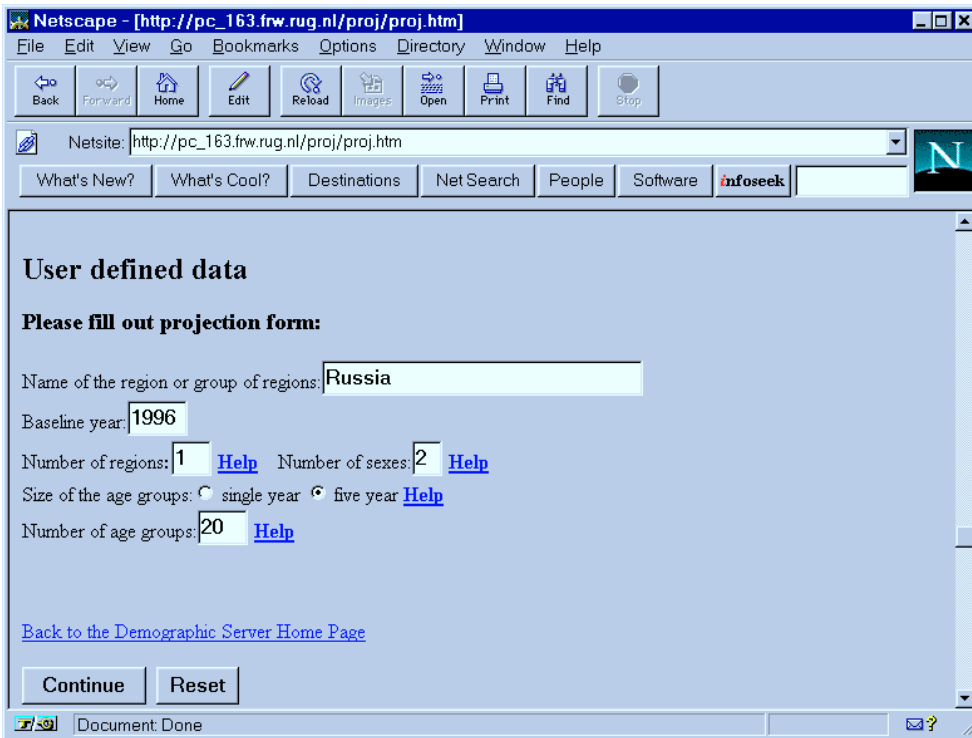 Netscape - [http://pc_163.frw.rug.nl/proj/proj.htm]
File Edit View Go Bookmarks Options Directory Window Help
Back Forward Home Edit Reload Images Open Print Find Stop
Netsite: http://pc_163.frw.rug.nl/proj/proj.htm
N
What's New? What's Cool? Destinations Net Search People Software infoseek
User defined data
Please fill out projection form:
Name of the region or group of regions: Russia
Baseline year: 1996
Number of regions: 1 Help Number of sexes: 2 Help
Size of the age groups: single year five year Help
Number of age groups: 20 Help
Back to the Demographic Server Home Page
Continue Reset
Document: Done